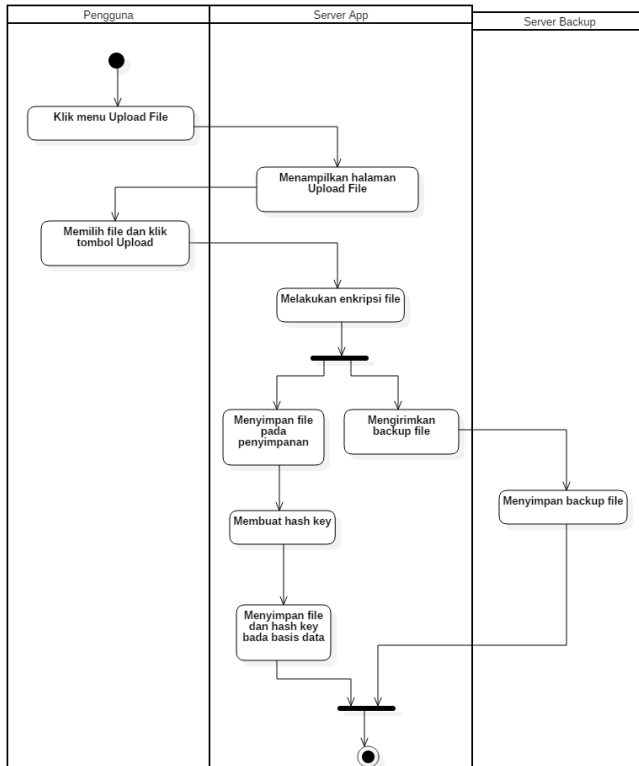 Pengguna
Server App
Server Backup
Klik menu Upload File
Menampilkan halaman
Upload File
Memilih file dan klik
tombol Upload
Melakukan enkripsi file
Menyimpan file
pada
penyimpanan
Mengirimkan
backup file
Menyimpan backup file
Membuat hash key
Menyimpan file
dan hash key
bada basis data